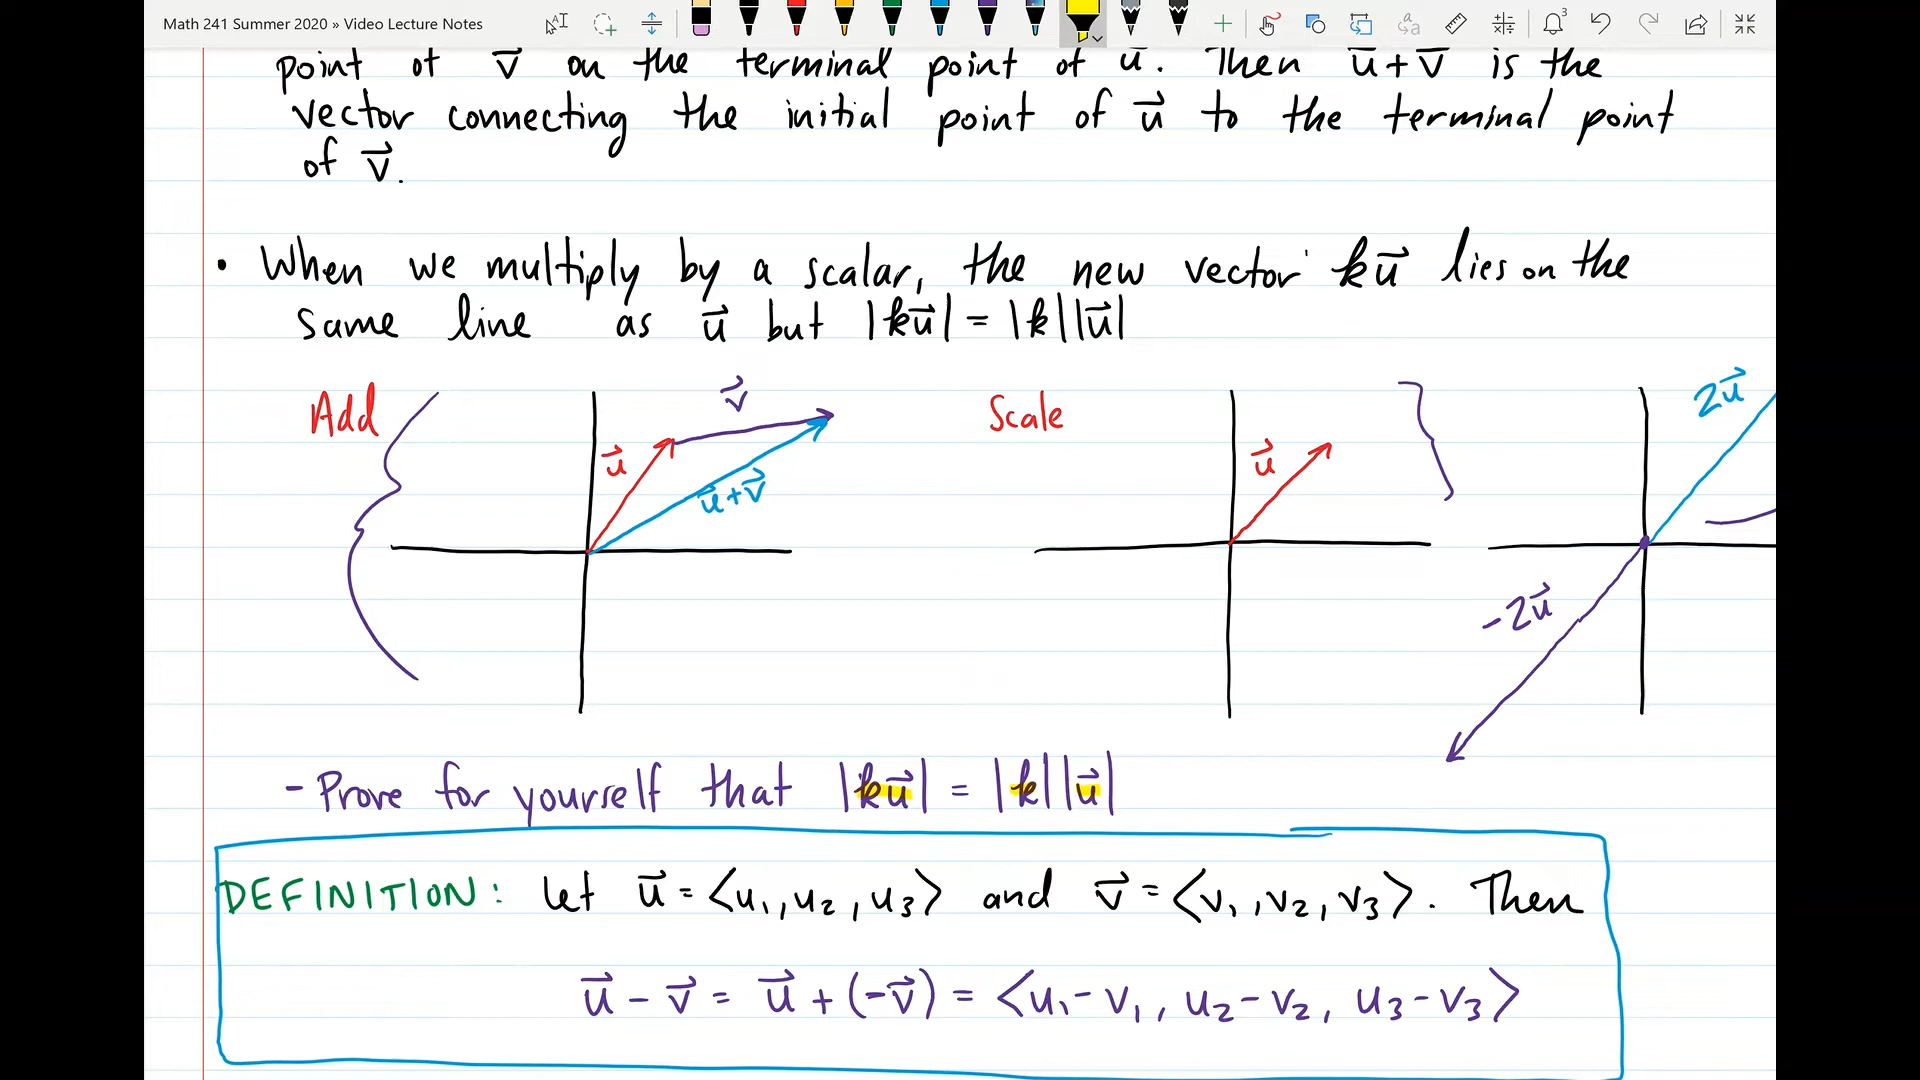 Math 241 Summer 2020 » Video Lecture Notes
point of v⃗ on the terminal point of u⃗. Then u⃗+v⃗ is the
vector connecting the initial point of u⃗ to the terminal point
of v⃗.
• When we multiply by a scalar, the new vector ku⃗ lies on the
same line as u⃗ but |ku⃗| = |k||u⃗|
Add
v⃗
u⃗
u⃗+v⃗
Scale
u⃗
2u⃗
-2u⃗
- Prove for yourself that |ku⃗| = |k||u⃗|
DEFINITION: Let u⃗ = ⟨u₁, u₂, u₃⟩ and v⃗ = ⟨v₁, v₂, v₃⟩. Then
u⃗ - v⃗ = u⃗ + (-v⃗) = ⟨u₁ - v₁, u₂ - v₂, u₃ - v₃⟩